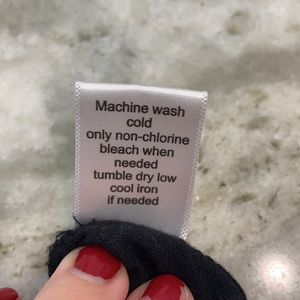 Machine wash
cold
only non-chlorine
bleach when
needed
tumble dry low
cool iron
if needed